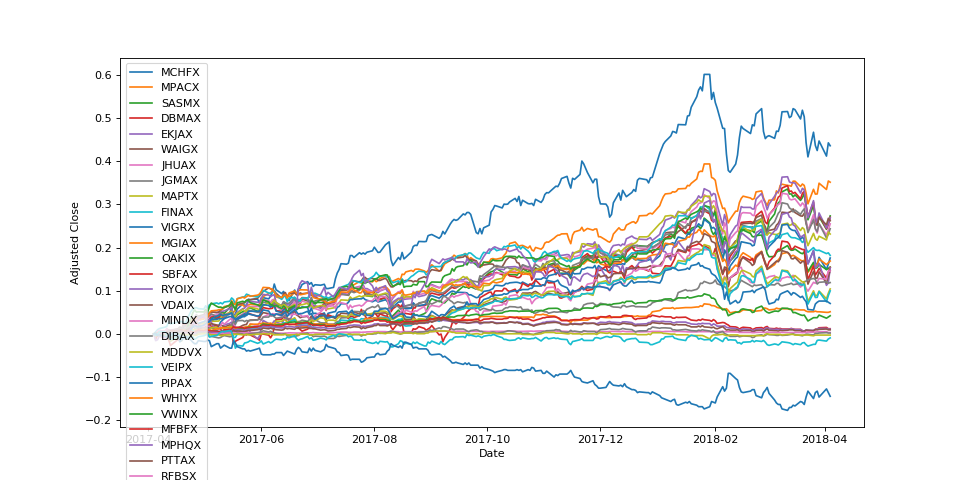 0.6
0.5
0.4
0.3
0.2
0.1
0.0
−0.1
−0.2
Adjusted Close
MCHFX
MPACX
SASMX
DBMAX
EKJAX
WAIGX
JHUAX
JGMAX
MAPTX
FINAX
VIGRX
MGIAX
OAKIX
SBFAX
RYOIX
VDAIX
MINDX
DIBAX
MDDVX
VEIPX
PIPAX
WHIYX
VWINX
MFBFX
MPHQX
PTTAX
RFBSX
2017-04 2017-06 2017-08 2017-10 2017-12 2018-02 2018-04
Date